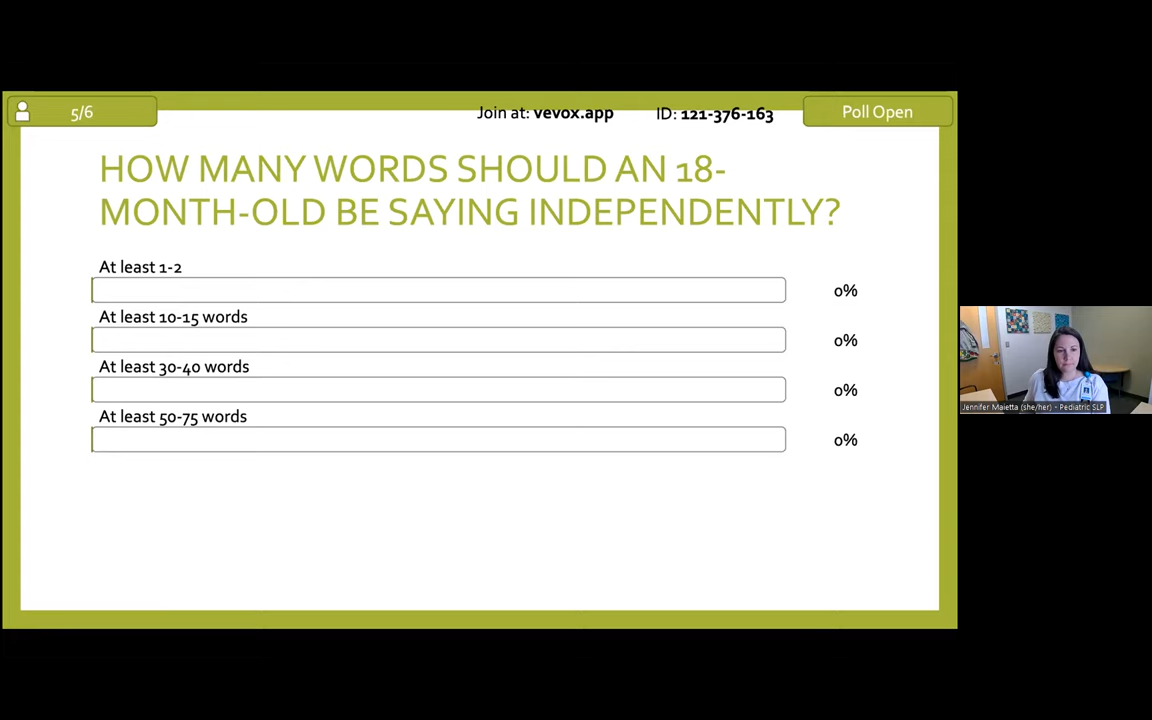 5/6
Join at: vevox.app
ID: 121-376-163
Poll Open
HOW MANY WORDS SHOULD AN 18-
MONTH-OLD BE SAYING INDEPENDENTLY?
At least 1-2
0%
At least 10-15 words
0%
At least 30-40 words
0%
At least 50-75 words
0%
Jennifer Maietta (she/her) - Pediatric SLP